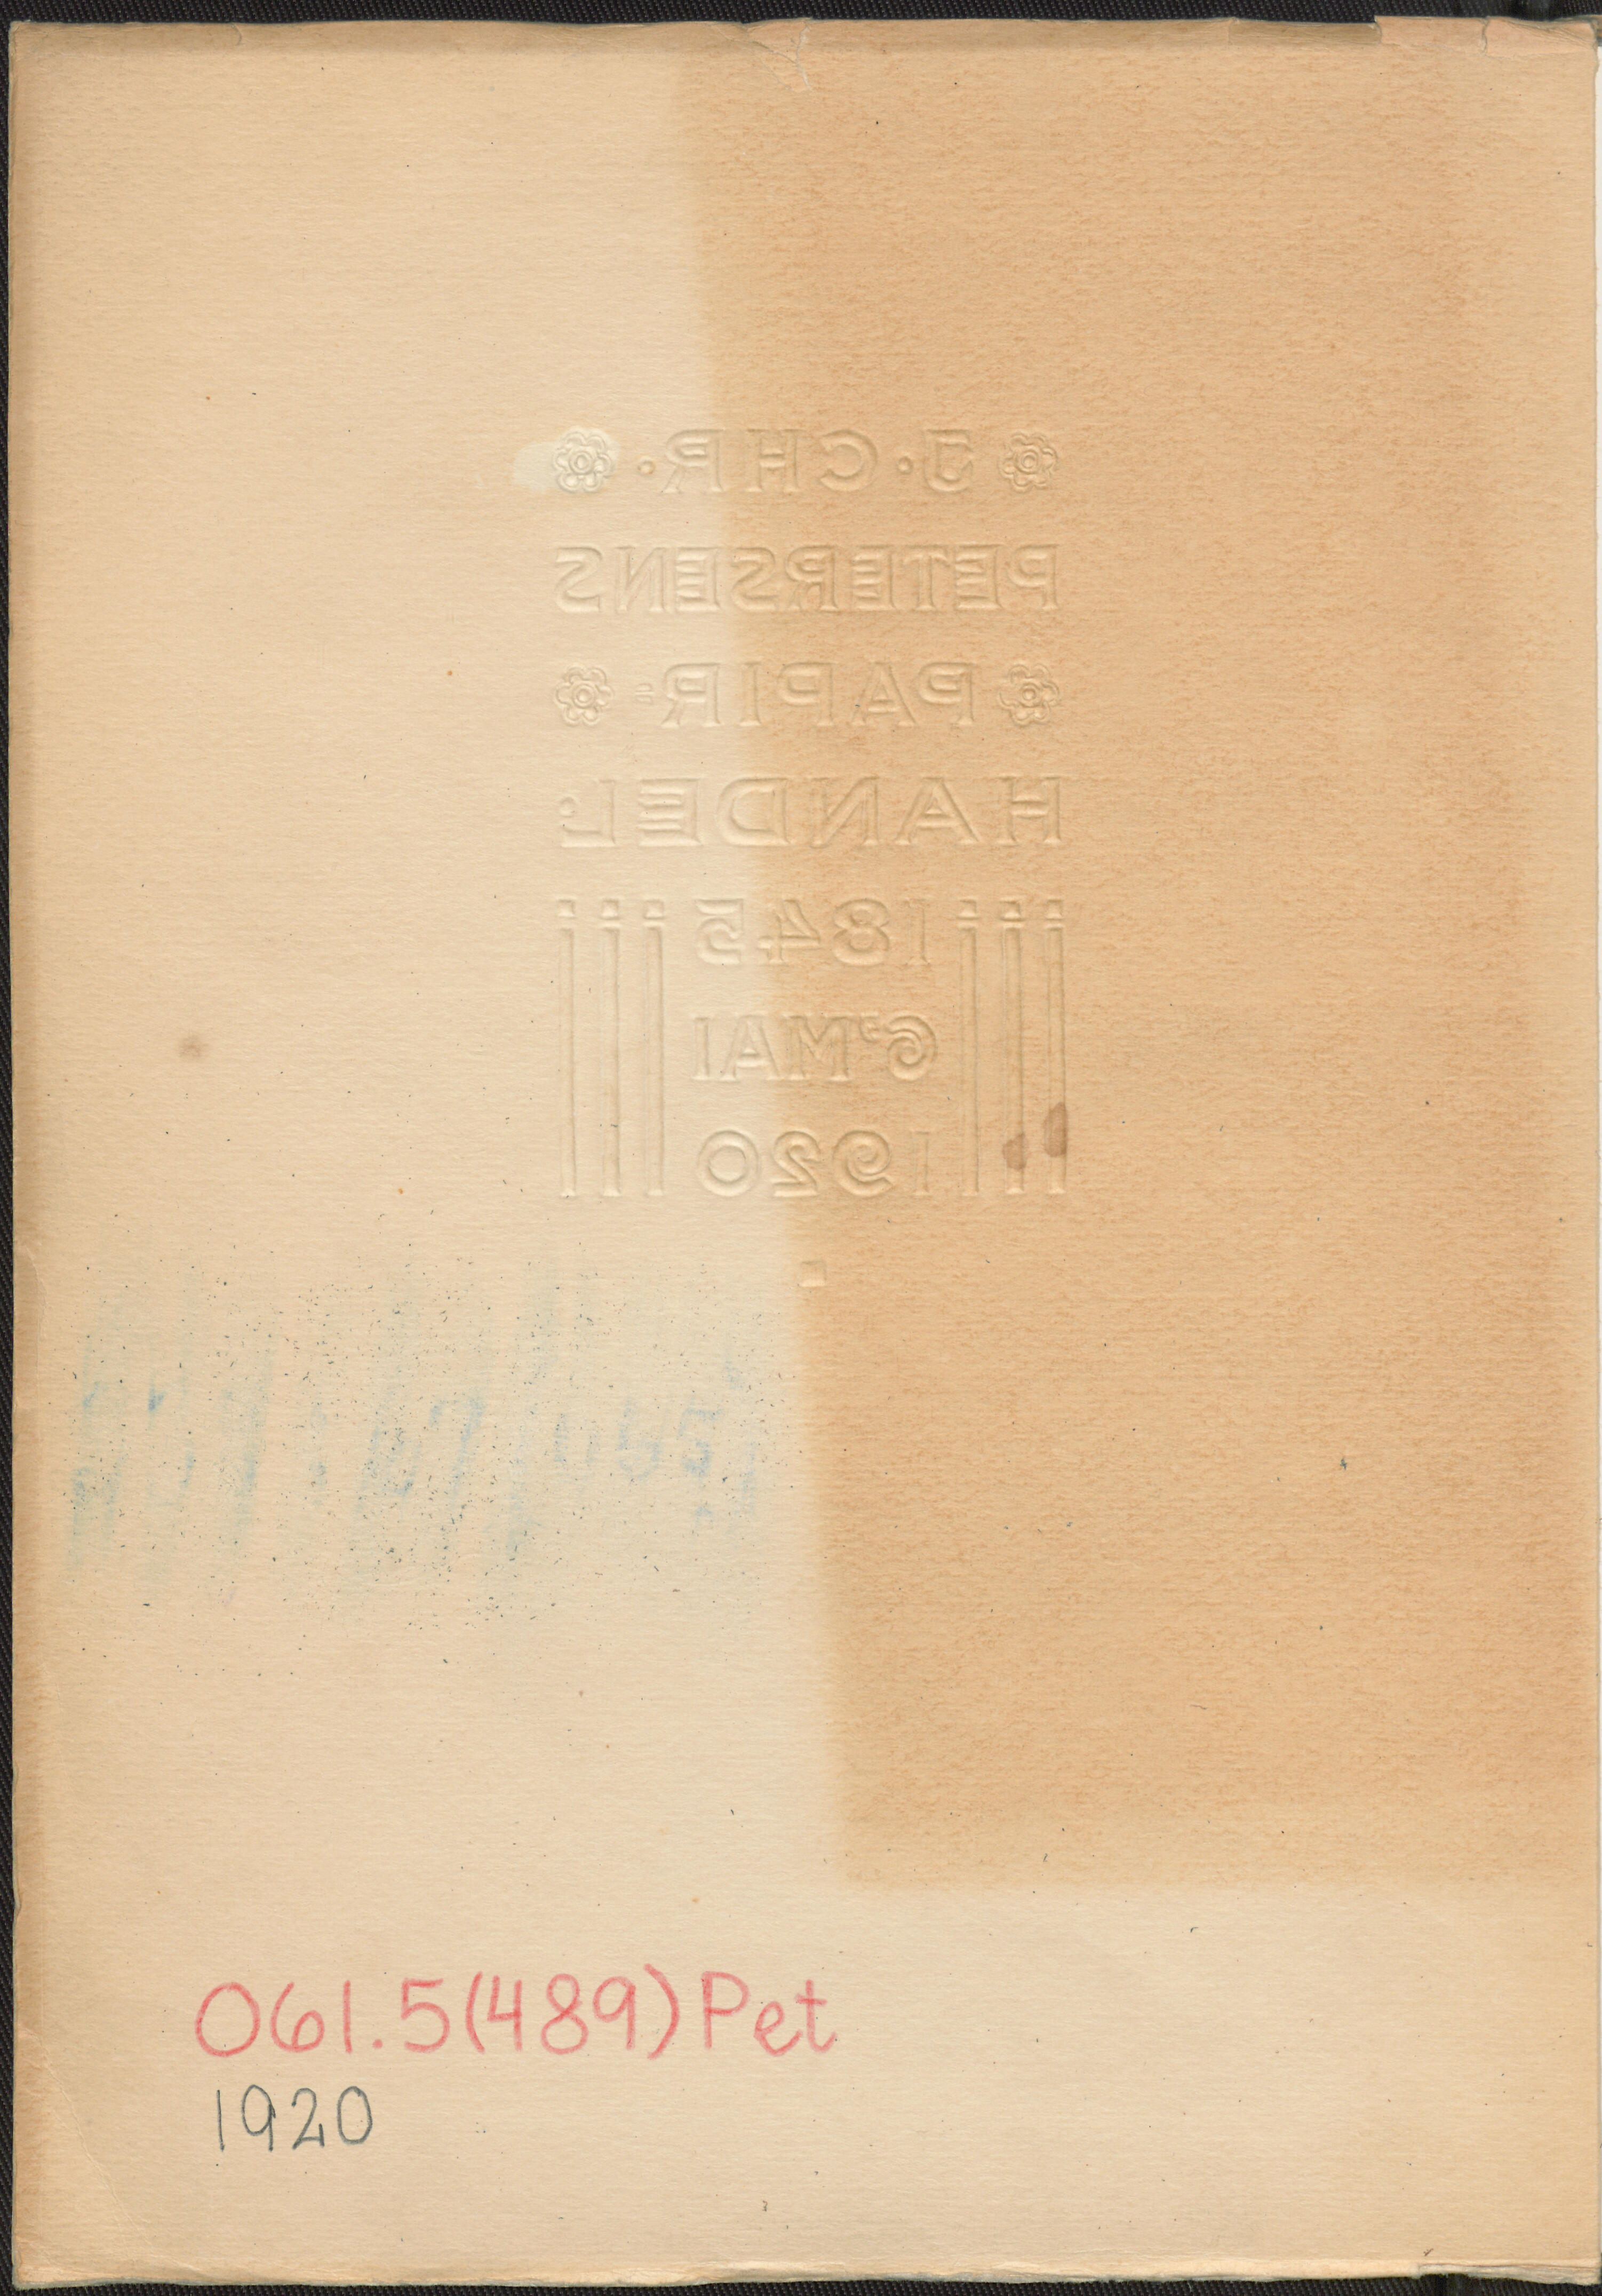 J·CHR·
PETERSENS
PAPIR=
HANDEL·
1845
6TE MAI
1920
061.5(489)Pet
1920